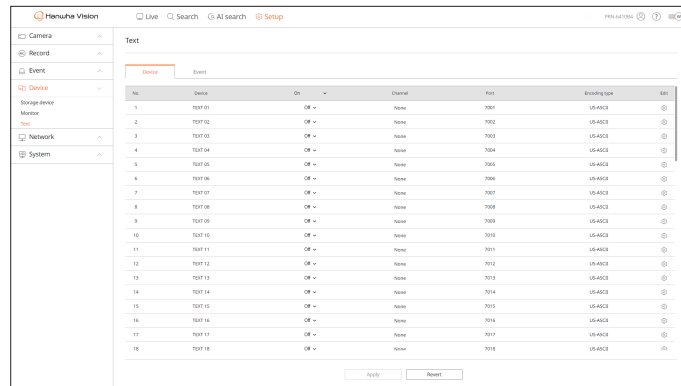 Hanwha Vision
Live Search AI search Setup
PRN-6410B4
Camera
Record
Event
Device
Storage device
Monitor
Text
Network
System
Text
Device Event
No. Device On Channel Port Encoding type Edit
1 TEXT 01 Off None 7001 US-ASCII
2 TEXT 02 Off None 7002 US-ASCII
3 TEXT 03 Off None 7003 US-ASCII
4 TEXT 04 Off None 7004 US-ASCII
5 TEXT 05 Off None 7005 US-ASCII
6 TEXT 06 Off None 7006 US-ASCII
7 TEXT 07 Off None 7007 US-ASCII
8 TEXT 08 Off None 7008 US-ASCII
9 TEXT 09 Off None 7009 US-ASCII
10 TEXT 10 Off None 7010 US-ASCII
11 TEXT 11 Off None 7011 US-ASCII
12 TEXT 12 Off None 7012 US-ASCII
13 TEXT 13 Off None 7013 US-ASCII
14 TEXT 14 Off None 7014 US-ASCII
15 TEXT 15 Off None 7015 US-ASCII
16 TEXT 16 Off None 7016 US-ASCII
17 TEXT 17 Off None 7017 US-ASCII
18 TEXT 18 Off None 7018 US-ASCII
Apply Revert